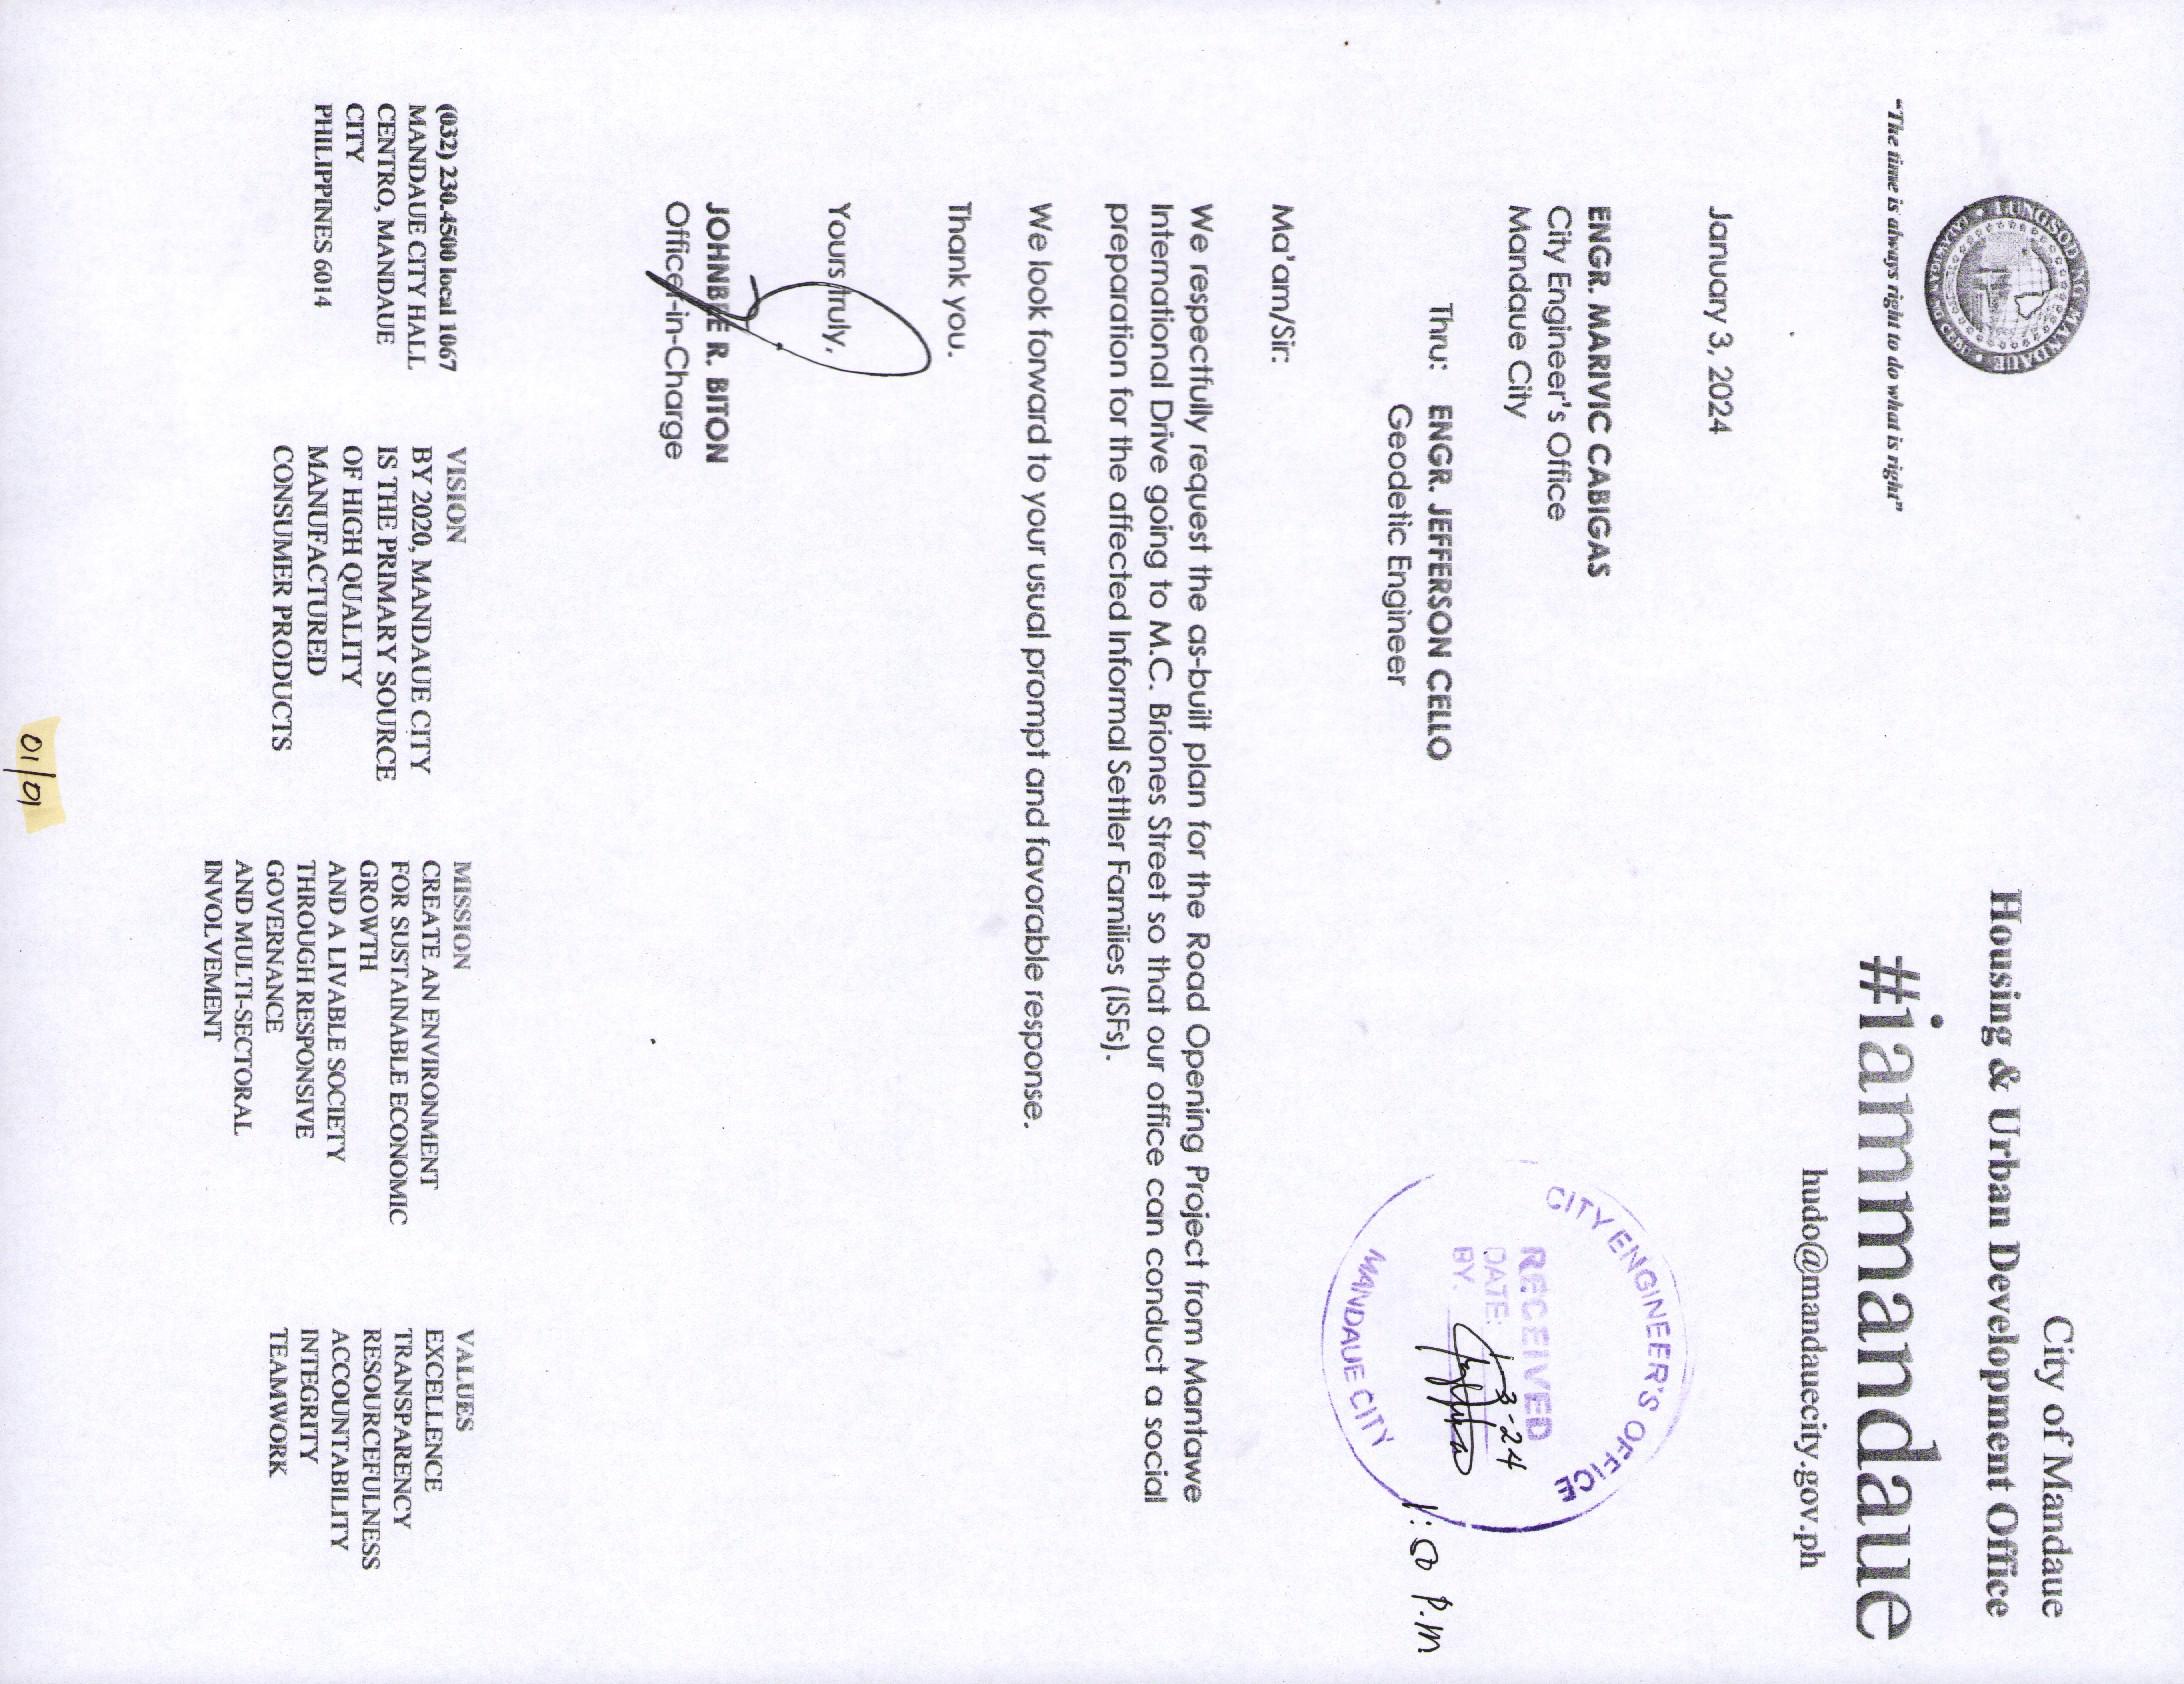 City of Mandaue
Housing & Urban Development Office
#iammandaue
hudo@mandauecity.gov.ph
LUNGSOD NG MANDAUE
"The time is always right to do what is right"
January 3, 2024
ENGR. MARIVIC CABIGAS
City Engineer's Office
Mandaue City
Thru: ENGR. JEFFERSON CELLO
Geodetic Engineer
CITY ENGINEER'S OFFICE
RECEIVED
DATE: 1-3-24
BY:
MANDAUE CITY
1:50 P.M
Ma'am/Sir:
We respectfully request the as-built plan for the Road Opening Project from Mantawe
International Drive going to M.C. Briones Street so that our office can conduct a social
preparation for the affected Informal Settler Families (ISFs).
We look forward to your usual prompt and favorable response.
Thank you.
Yours truly,
JOHNBEE R. BITON
Officer-in-Charge
(032) 230.4500 local 1067
MANDAUE CITY HALL
CENTRO, MANDAUE
CITY
PHILIPPINES 6014
VISION
BY 2020, MANDAUE CITY
IS THE PRIMARY SOURCE
OF HIGH QUALITY
MANUFACTURED
CONSUMER PRODUCTS
MISSION
CREATE AN ENVIRONMENT
FOR SUSTAINABLE ECONOMIC
GROWTH
AND A LIVABLE SOCIETY
THROUGH RESPONSIVE
GOVERNANCE
AND MULTI-SECTORAL
INVOLVEMENT
VALUES
EXCELLENCE
TRANSPARENCY
RESOURCEFULNESS
ACCOUNTABILITY
INTEGRITY
TEAMWORK
01/01